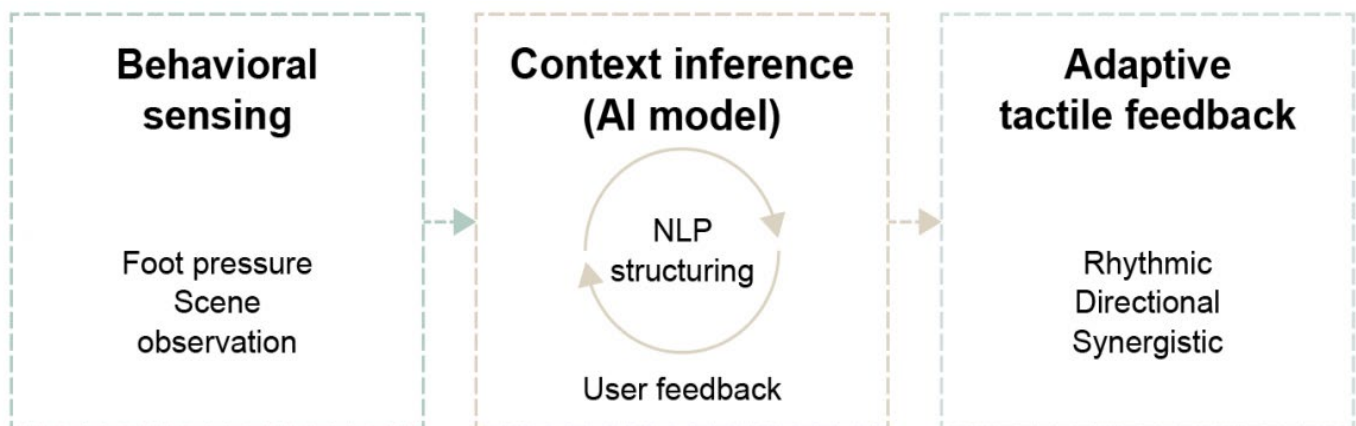 Behavioral
sensing
Foot pressure
Scene
observation
Context inference
(AI model)
NLP
structuring
User feedback
Adaptive
tactile feedback
Rhythmic
Directional
Synergistic